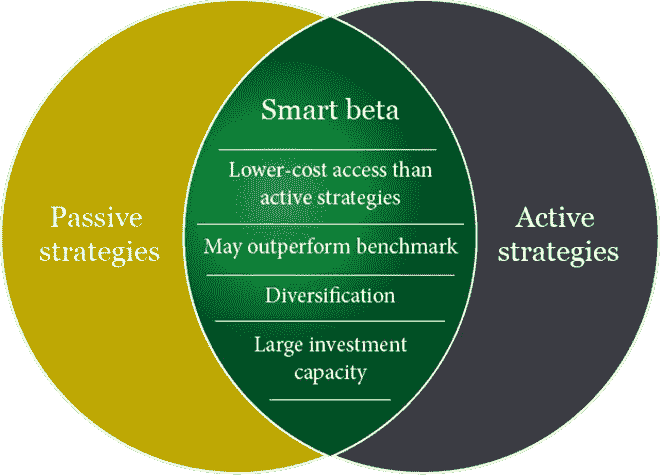 Smart beta
Lower-cost access than
active strategies
Passive
strategies
May outperform benchmark
Active
strategies
Diversification
Large investment
capacity